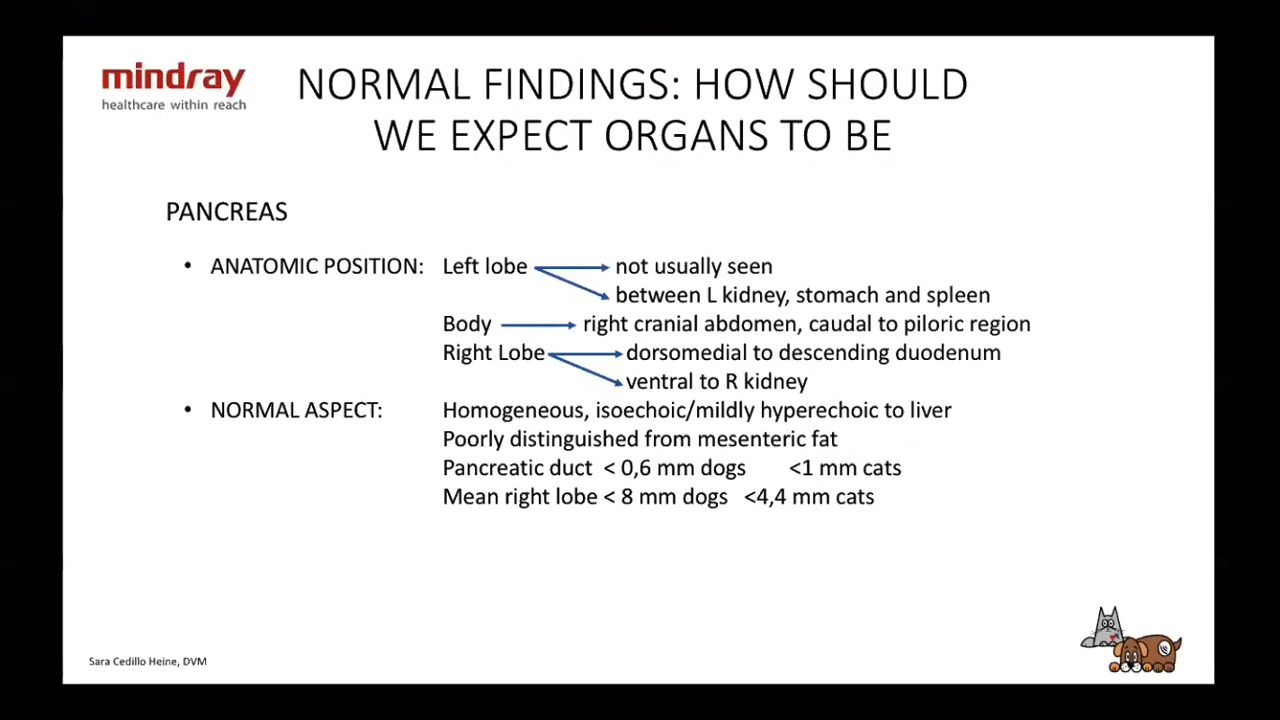 mindray
healthcare within reach
NORMAL FINDINGS: HOW SHOULD
WE EXPECT ORGANS TO BE
PANCREAS
• ANATOMIC POSITION: Left lobe not usually seen
between L kidney, stomach and spleen
Body right cranial abdomen, caudal to piloric region
Right Lobe dorsomedial to descending duodenum
ventral to R kidney
• NORMAL ASPECT: Homogeneous, isoechoic/mildly hyperechoic to liver
Poorly distinguished from mesenteric fat
Pancreatic duct < 0,6 mm dogs <1 mm cats
Mean right lobe < 8 mm dogs <4,4 mm cats
Sara Cedillo Heine, DVM